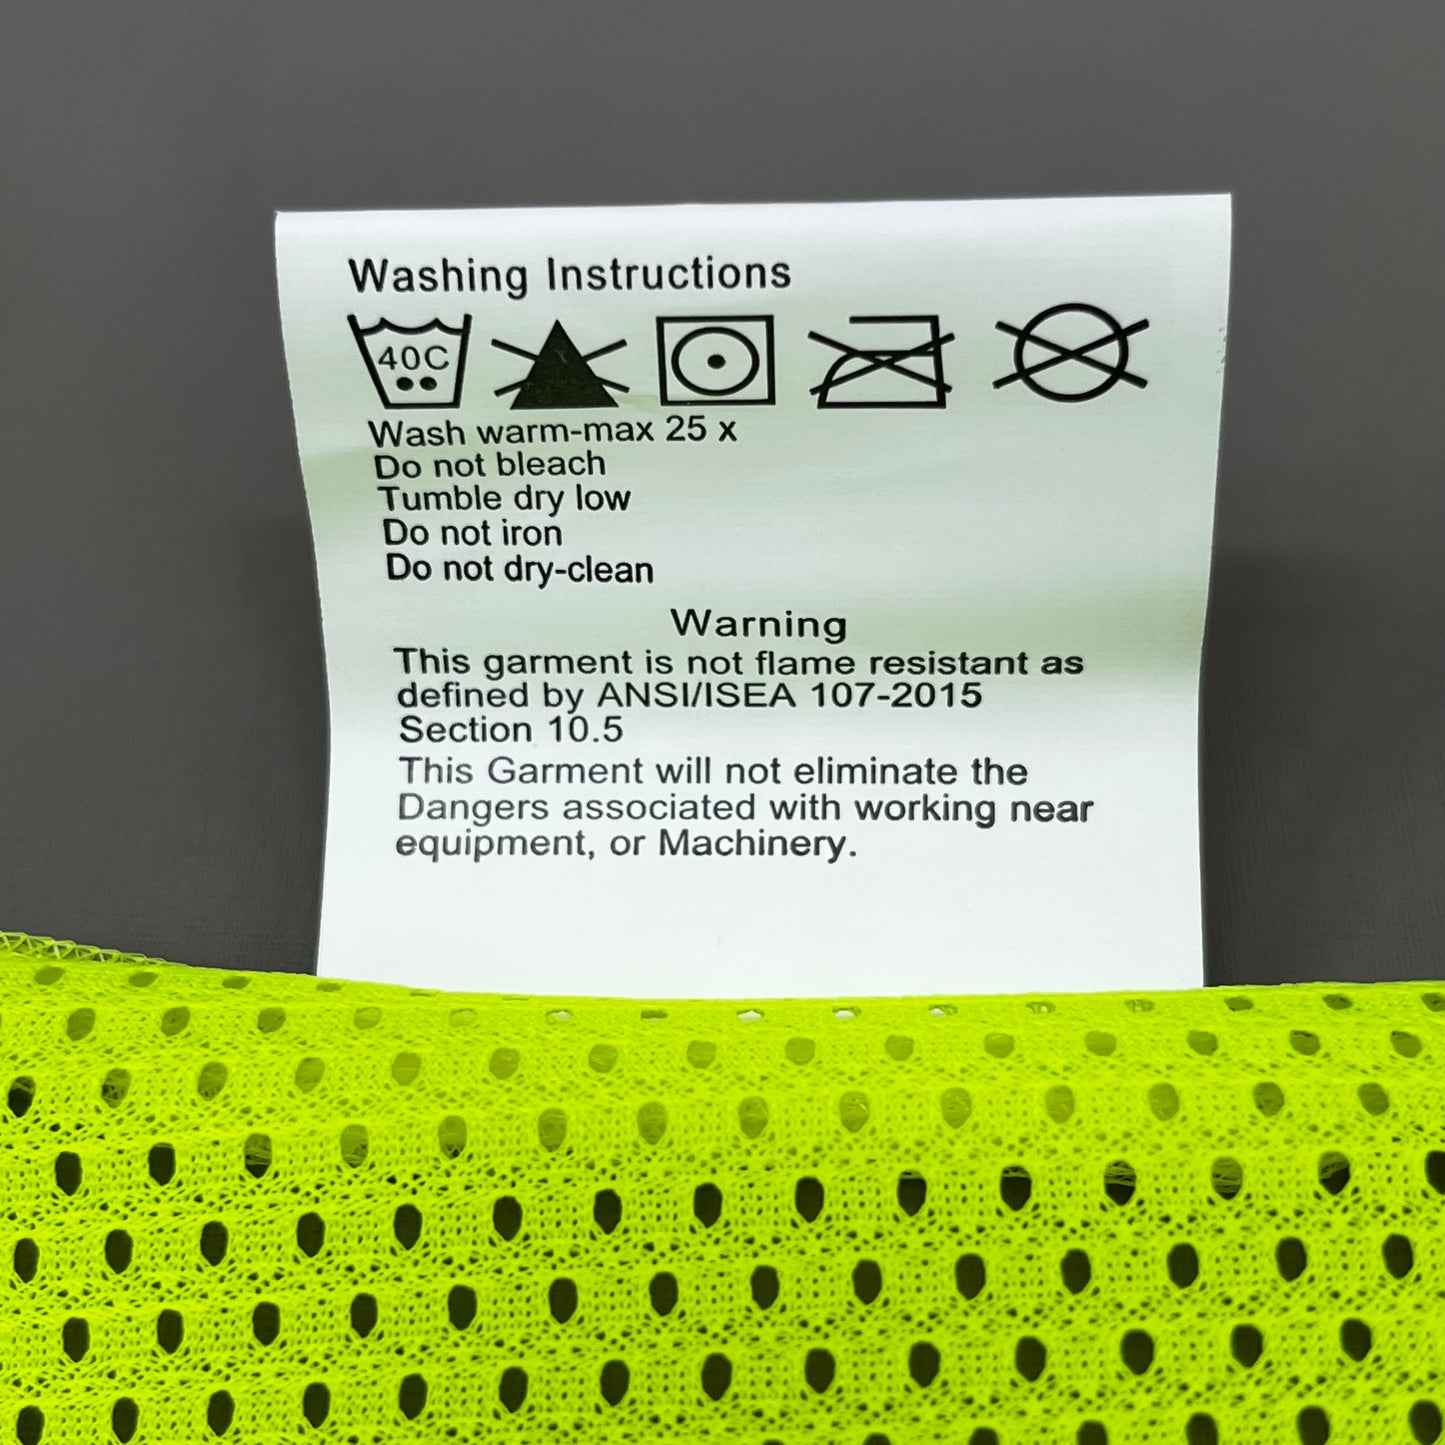 Washing Instructions
40C
Wash warm-max 25 x
Do not bleach
Tumble dry low
Do not iron
Do not dry-clean
Warning
This garment is not flame resistant as
defined by ANSI/ISEA 107-2015
Section 10.5
This Garment will not eliminate the
Dangers associated with working near
equipment, or Machinery.